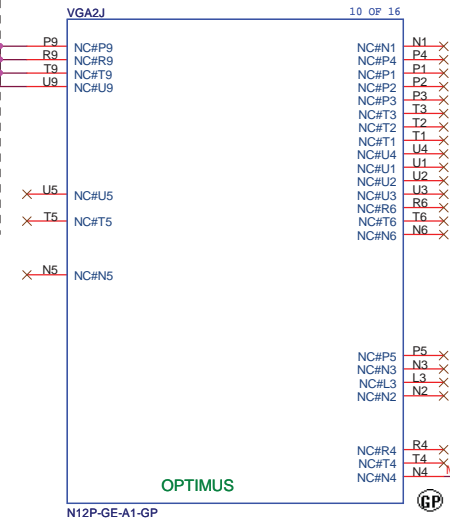 VGA2J 10 OF 16
P9 NC#P9 NC#N1 N1
R9 NC#R9 NC#P4 P4
T9 NC#T9 NC#P1 P1
U9 NC#U9 NC#P2 P2
NC#P3 P3
NC#T3 T3
NC#T2 T2
NC#T1 T1
NC#U4 U4
NC#U1 U1
NC#U2 U2
U5 NC#U5 NC#U3 U3
NC#R6 R6
T5 NC#T5 NC#T6 T6
NC#N6 N6
N5 NC#N5
NC#P5 P5
NC#N3 N3
NC#L3 L3
NC#N2 N2
NC#R4 R4
NC#T4 T4
NC#N4 N4
OPTIMUS
GP
N12P-GE-A1-GP